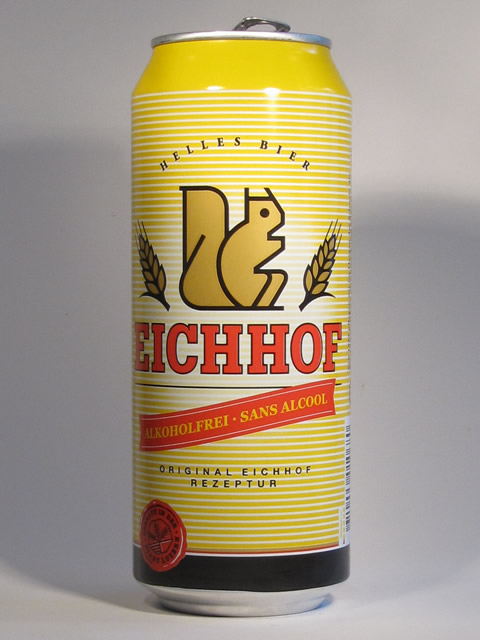 HELLES BIER
EICHHOF
ALKOHOLFREI · SANS ALCOOL
ORIGINAL EICHHOF
REZEPTUR